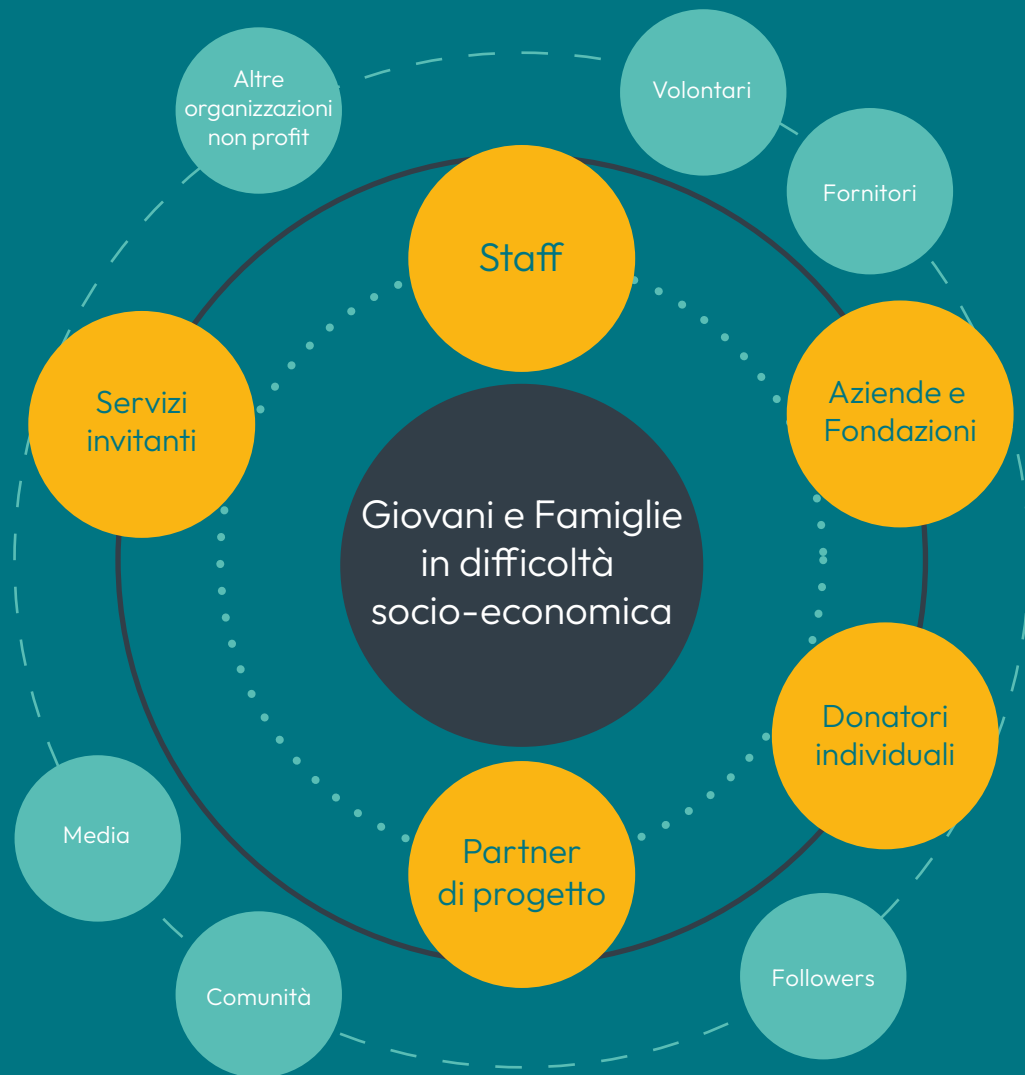 Altre
organizzazioni
non profit
Volontari
Fornitori
Staff
Servizi
invitanti
Aziende e
Fondazioni
Giovani e Famiglie
in difficoltà
socio-economica
Donatori
individuali
Partner
di progetto
Media
Comunità
Followers